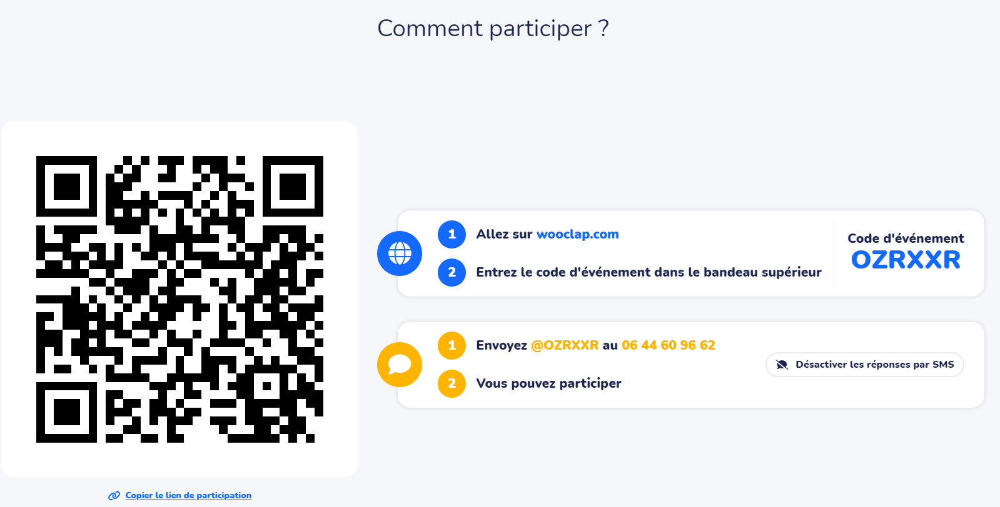 Comment participer ?
1 Allez sur wooclap.com
2 Entrez le code d'événement dans le bandeau supérieur
Code d'événement
OZRXXR
1 Envoyez @OZRXXR au 06 44 60 96 62
2 Vous pouvez participer
Désactiver les réponses par SMS
Copier le lien de participation